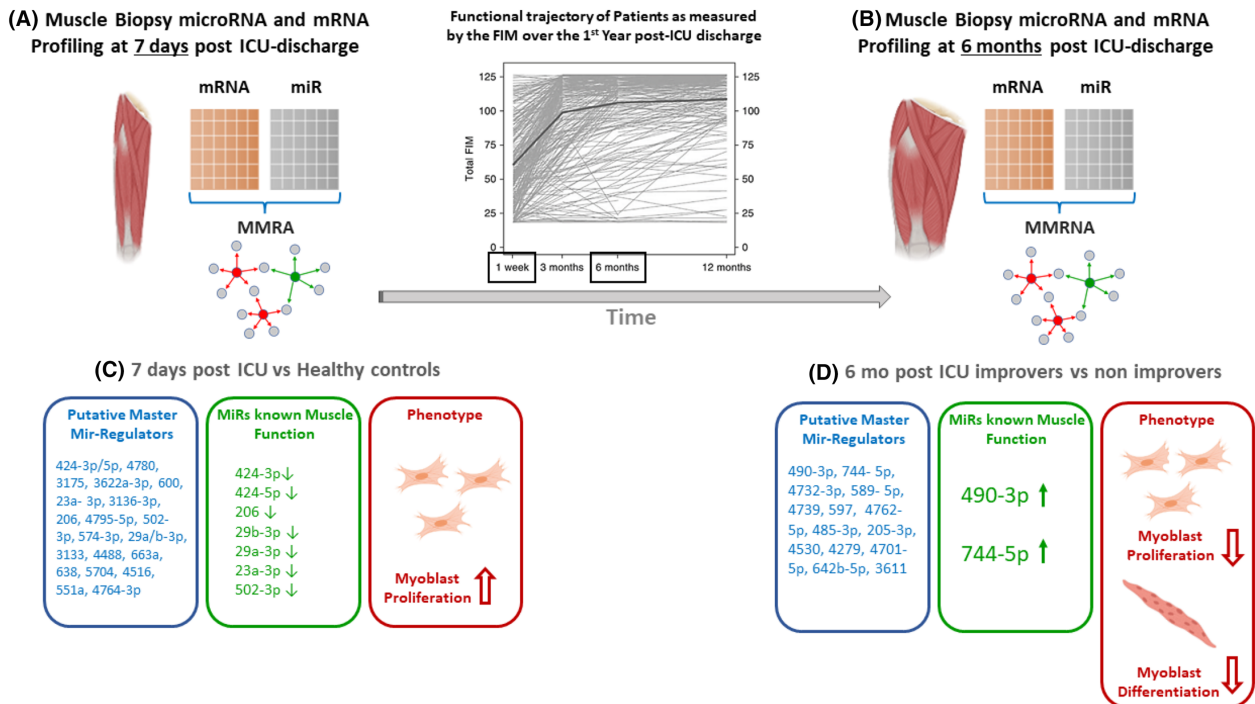 (A) Muscle Biopsy microRNA and mRNA
Profiling at 7 days post ICU-discharge
mRNA
miR
MMRA
Functional trajectory of Patients as measured
by the FIM over the 1st Year post-ICU discharge
Total FIM
125
100
75
50
25
0
125
100
75
50
25
0
1 week
3 months
6 months
12 months
Time
(B) Muscle Biopsy microRNA and mRNA
Profiling at 6 months post ICU-discharge
mRNA
miR
MMRNA
(C) 7 days post ICU vs Healthy controls
Putative Master
Mir-Regulators
424-3p/5p, 4780,
3175, 3622a-3p, 600,
23a- 3p, 3136-3p,
206, 4795-5p, 502-
3p, 574-3p, 29a/b-3p,
3133, 4488, 663a,
638, 5704, 4516,
551a, 4764-3p
MiRs known Muscle
Function
424-3p↓
424-5p ↓
206 ↓
29b-3p ↓
29a-3p ↓
23a-3p ↓
502-3p ↓
Phenotype
Myoblast
Proliferation
(D) 6 mo post ICU improvers vs non improvers
Putative Master
Mir-Regulators
490-3p, 744- 5p,
4732-3p, 589- 5p,
4739, 597, 4762-
5p, 485-3p, 205-3p,
4530, 4279, 4701-
5p, 642b-5p, 3611
MiRs known Muscle
Function
490-3p ↑
744-5p ↑
Phenotype
Myoblast
Proliferation
Myoblast
Differentiation